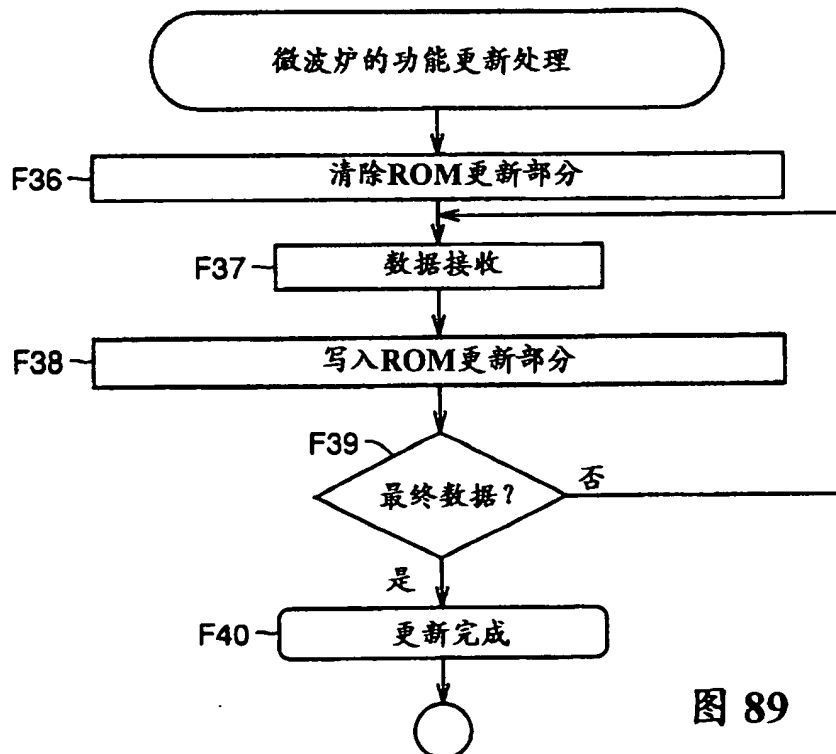 微波炉的功能更新处理
F36
清除ROM更新部分
F37
数据接收
F38
写入ROM更新部分
F39
最终数据？
否
是
F40
更新完成
图 89